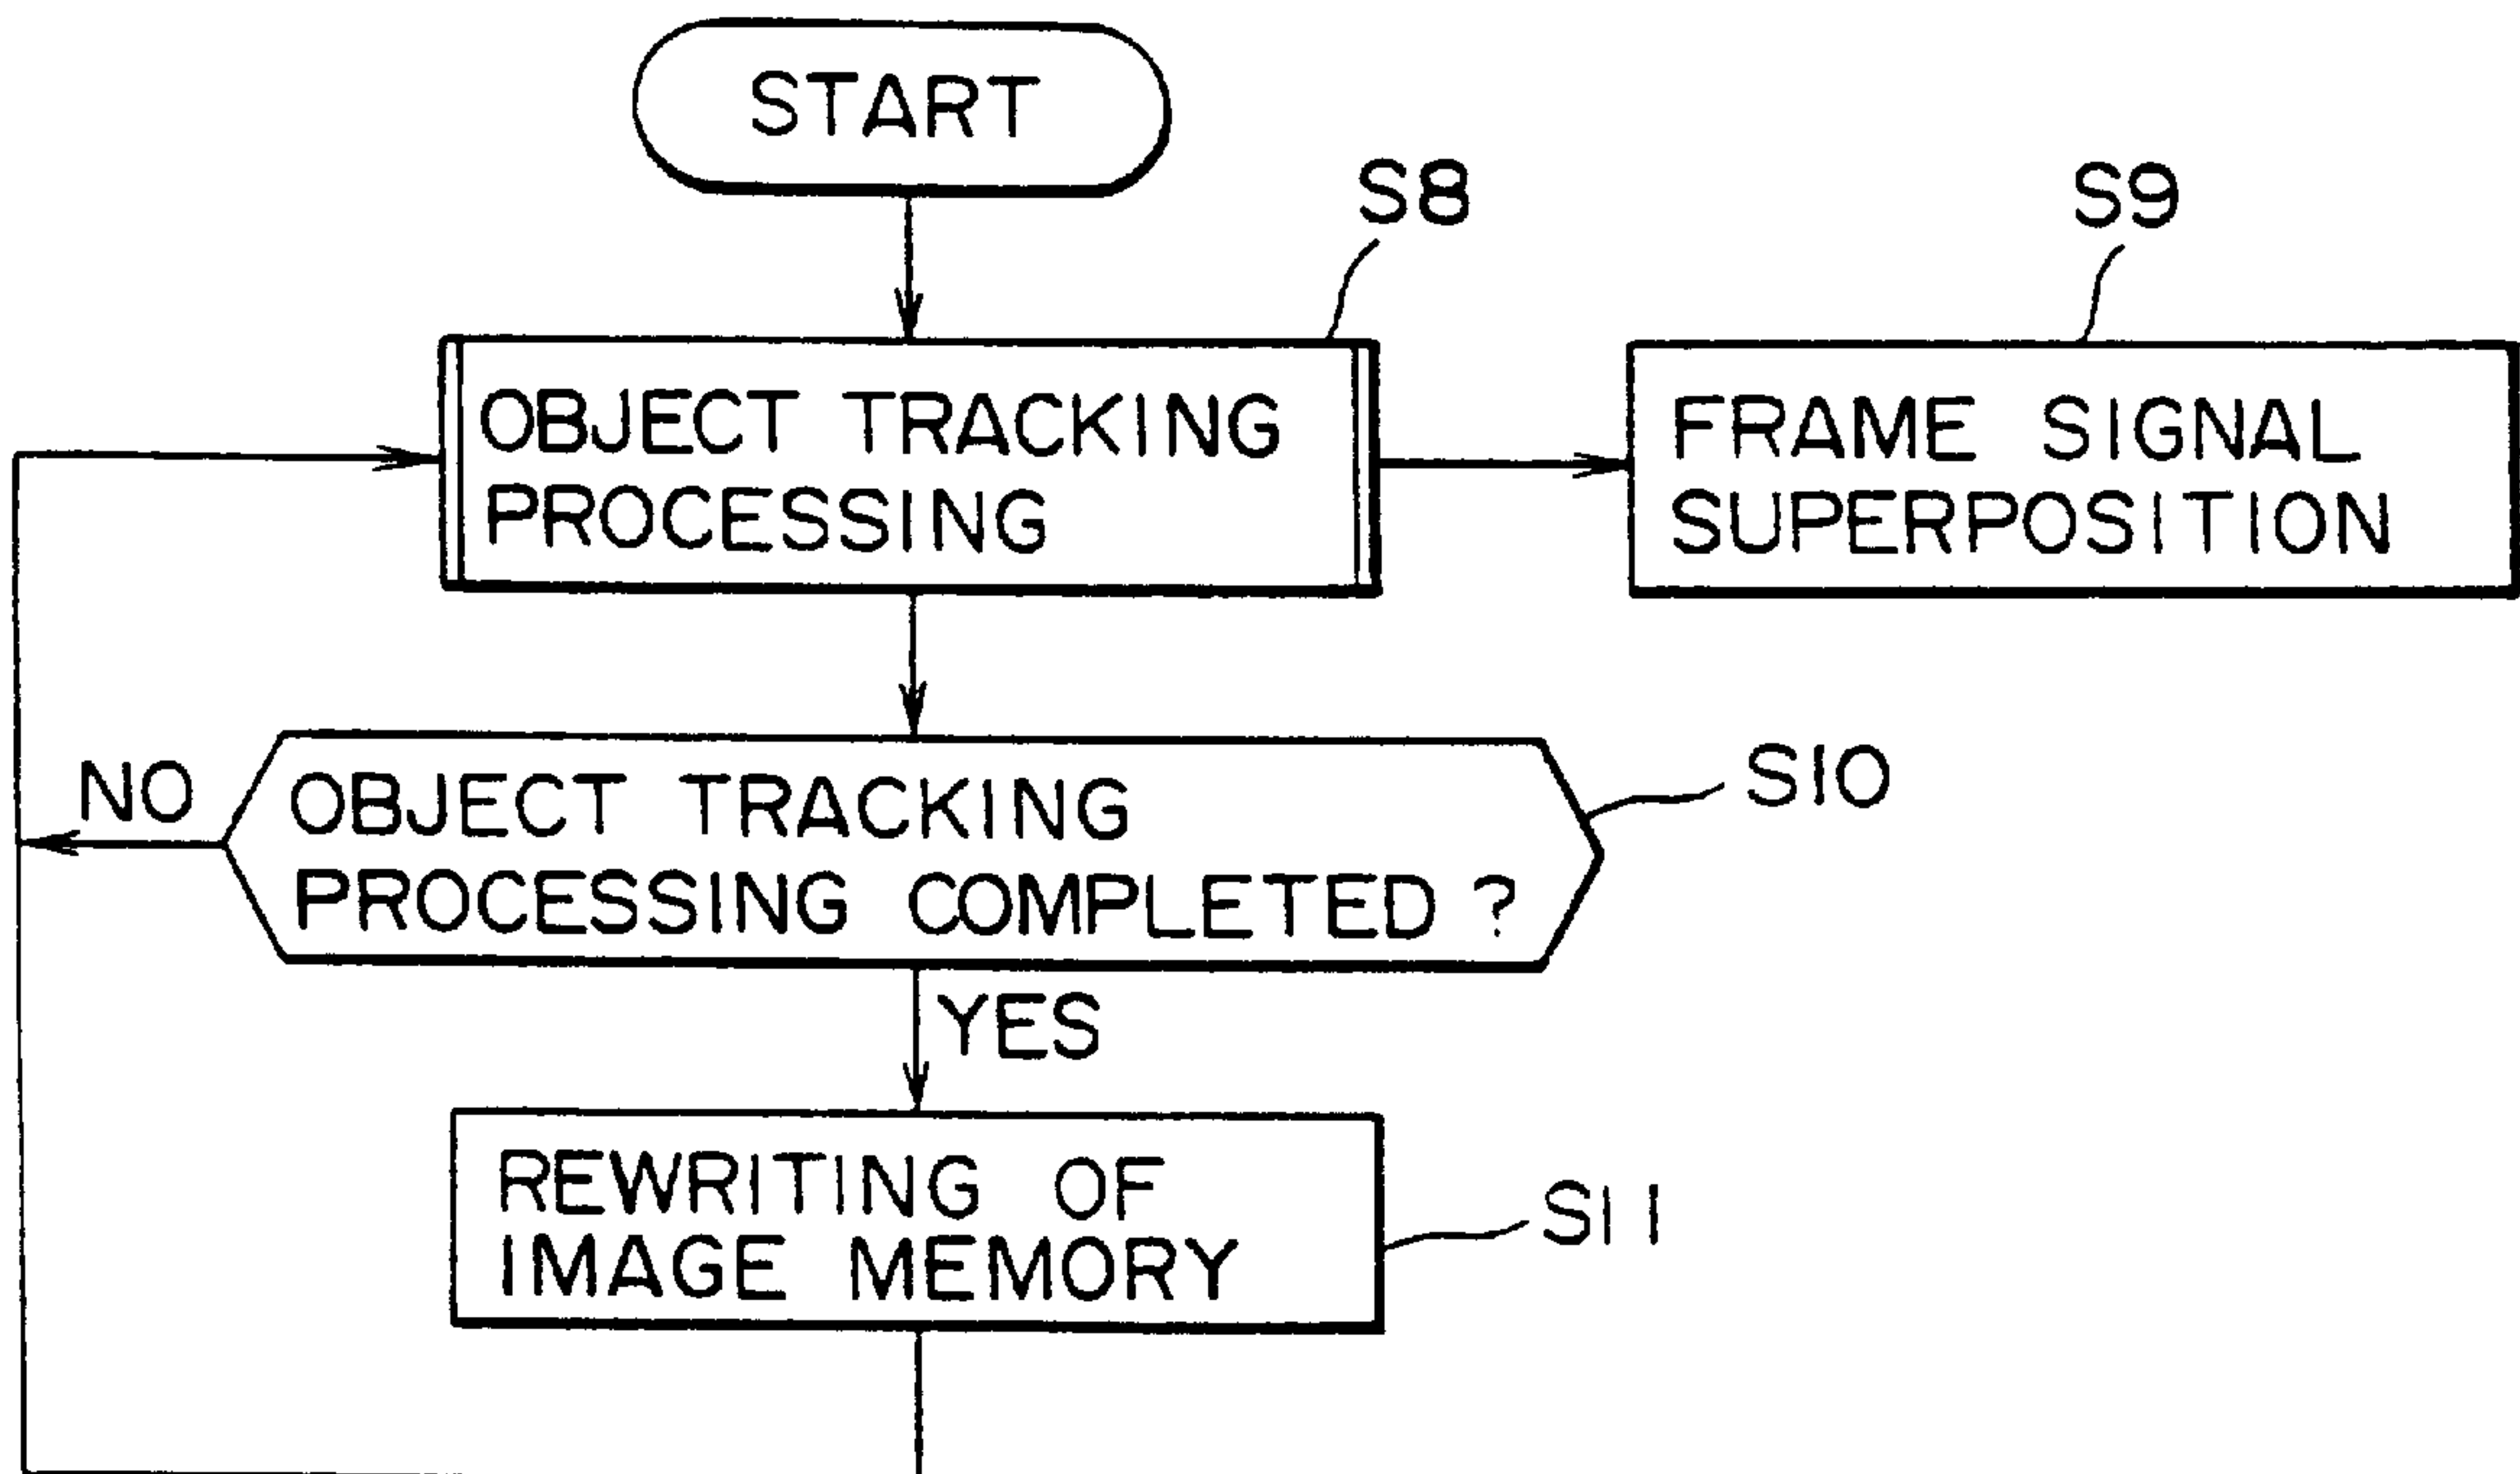 START
S8
S9
OBJECT TRACKING
PROCESSING
FRAME SIGNAL
SUPERPOSITION
NO
OBJECT TRACKING
PROCESSING COMPLETED ?
S10
YES
REWRITING OF
IMAGE MEMORY
S11